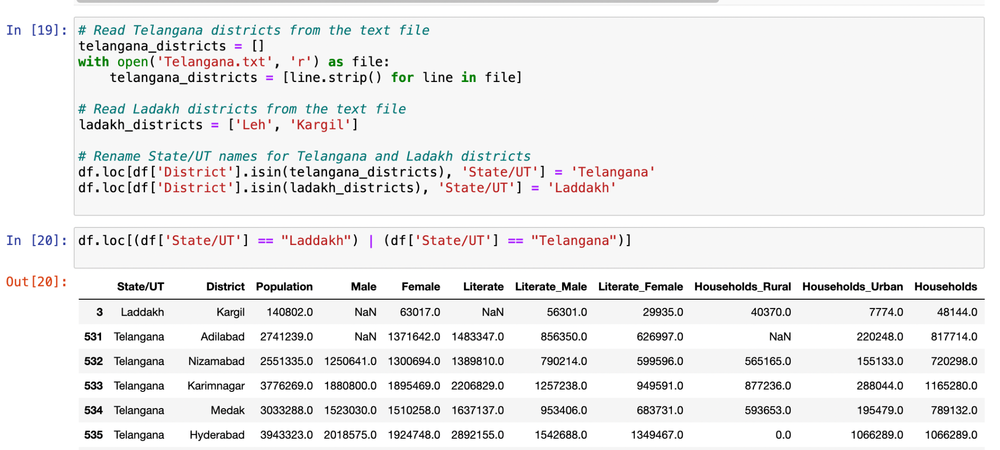 In [19]:
# Read Telangana districts from the text file
telangana_districts = []
with open('Telangana.txt', 'r') as file:
    telangana_districts = [line.strip() for line in file]

# Read Ladakh districts from the text file
ladakh_districts = ['Leh', 'Kargil']

# Rename State/UT names for Telangana and Ladakh districts
df.loc[df['District'].isin(telangana_districts), 'State/UT'] = 'Telangana'
df.loc[df['District'].isin(ladakh_districts), 'State/UT'] = 'Laddakh'
In [20]:
df.loc[(df['State/UT'] == "Laddakh") | (df['State/UT'] == "Telangana")]
Out[20]:
State/UT District Population Male Female Literate Literate_Male Literate_Female Households_Rural Households_Urban Households
3 Laddakh Kargil 140802.0 NaN 63017.0 NaN 56301.0 29935.0 40370.0 7774.0 48144.0
531 Telangana Adilabad 2741239.0 NaN 1371642.0 1483347.0 856350.0 626997.0 NaN 220248.0 817714.0
532 Telangana Nizamabad 2551335.0 1250641.0 1300694.0 1389810.0 790214.0 599596.0 565165.0 155133.0 720298.0
533 Telangana Karimnagar 3776269.0 1880800.0 1895469.0 2206829.0 1257238.0 949591.0 877236.0 288044.0 1165280.0
534 Telangana Medak 3033288.0 1523030.0 1510258.0 1637137.0 953406.0 683731.0 593653.0 195479.0 789132.0
535 Telangana Hyderabad 3943323.0 2018575.0 1924748.0 2892155.0 1542688.0 1349467.0 0.0 1066289.0 1066289.0